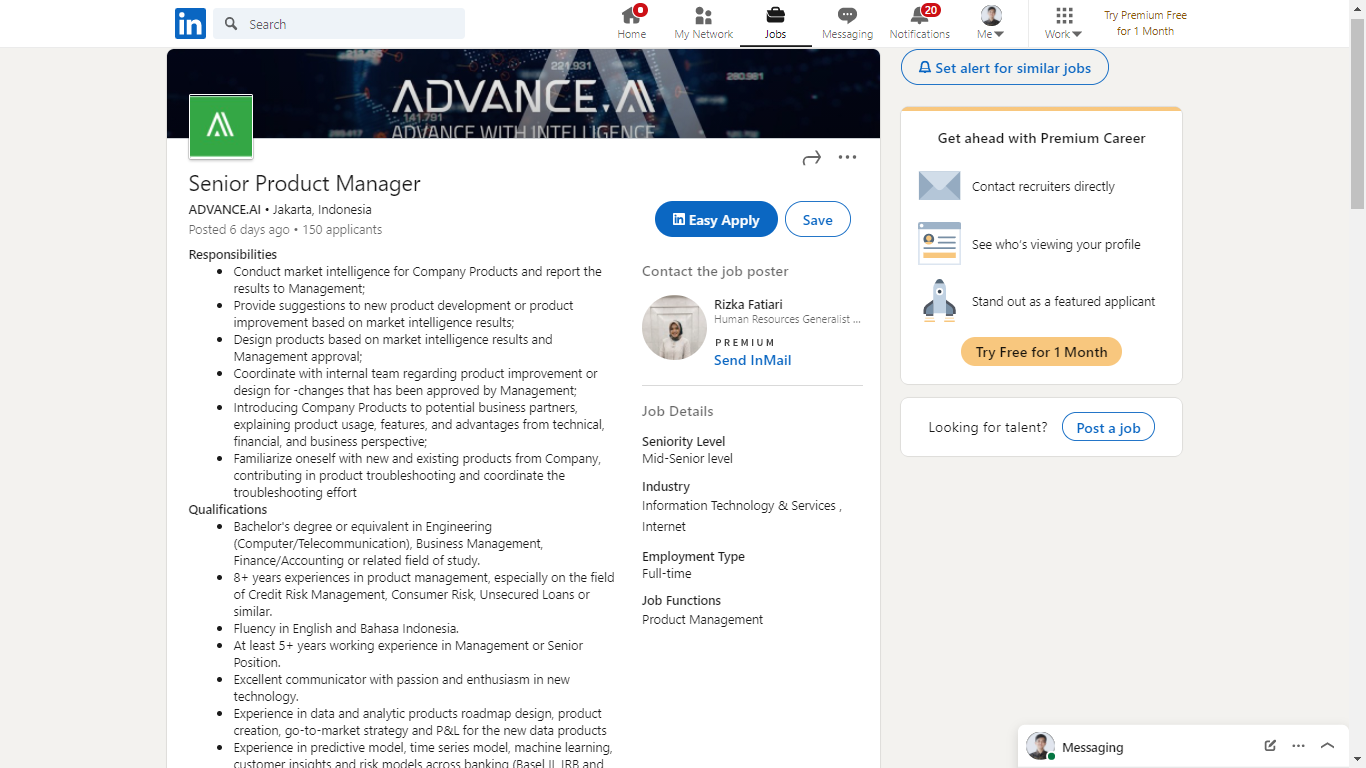 in
Search
Home
My Network
Jobs
Messaging
20
Notifications
Me
Work
Try Premium Free
for 1 Month
221.931
280.981
ADVANCE.AI
141.791
ADVANCE WITH INTELLIGENCE
Senior Product Manager
ADVANCE.AI • Jakarta, Indonesia
Posted 6 days ago • 150 applicants
in Easy Apply
Save
Responsibilities
• Conduct market intelligence for Company Products and report the
results to Management;
• Provide suggestions to new product development or product
improvement based on market intelligence results;
• Design products based on market intelligence results and
Management approval;
• Coordinate with internal team regarding product improvement or
design for -changes that has been approved by Management;
• Introducing Company Products to potential business partners,
explaining product usage, features, and advantages from technical,
financial, and business perspective;
• Familiarize oneself with new and existing products from Company,
contributing in product troubleshooting and coordinate the
troubleshooting effort
Qualifications
• Bachelor's degree or equivalent in Engineering
(Computer/Telecommunication), Business Management,
Finance/Accounting or related field of study.
• 8+ years experiences in product management, especially on the field
of Credit Risk Management, Consumer Risk, Unsecured Loans or
similar.
• Fluency in English and Bahasa Indonesia.
• At least 5+ years working experience in Management or Senior
Position.
• Excellent communicator with passion and enthusiasm in new
technology.
• Experience in data and analytic products roadmap design, product
creation, go-to-market strategy and P&L for the new data products
• Experience in predictive model, time series model, machine learning,
customer insights and risk models across banking (Basel II, IRB and
Contact the job poster
Rizka Fatiari
Human Resources Generalist ...
PREMIUM
Send InMail
Job Details
Seniority Level
Mid-Senior level
Industry
Information Technology & Services ,
Internet
Employment Type
Full-time
Job Functions
Product Management
Set alert for similar jobs
Get ahead with Premium Career
Contact recruiters directly
See who's viewing your profile
Stand out as a featured applicant
Try Free for 1 Month
Looking for talent?
Post a job
Messaging